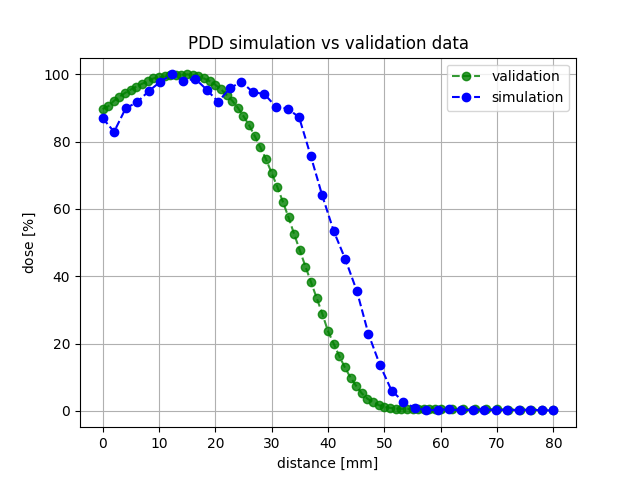 PDD simulation vs validation data
validation
simulation
100
80
60
40
20
0
dose [%]
0 10 20 30 40 50 60 70 80
distance [mm]